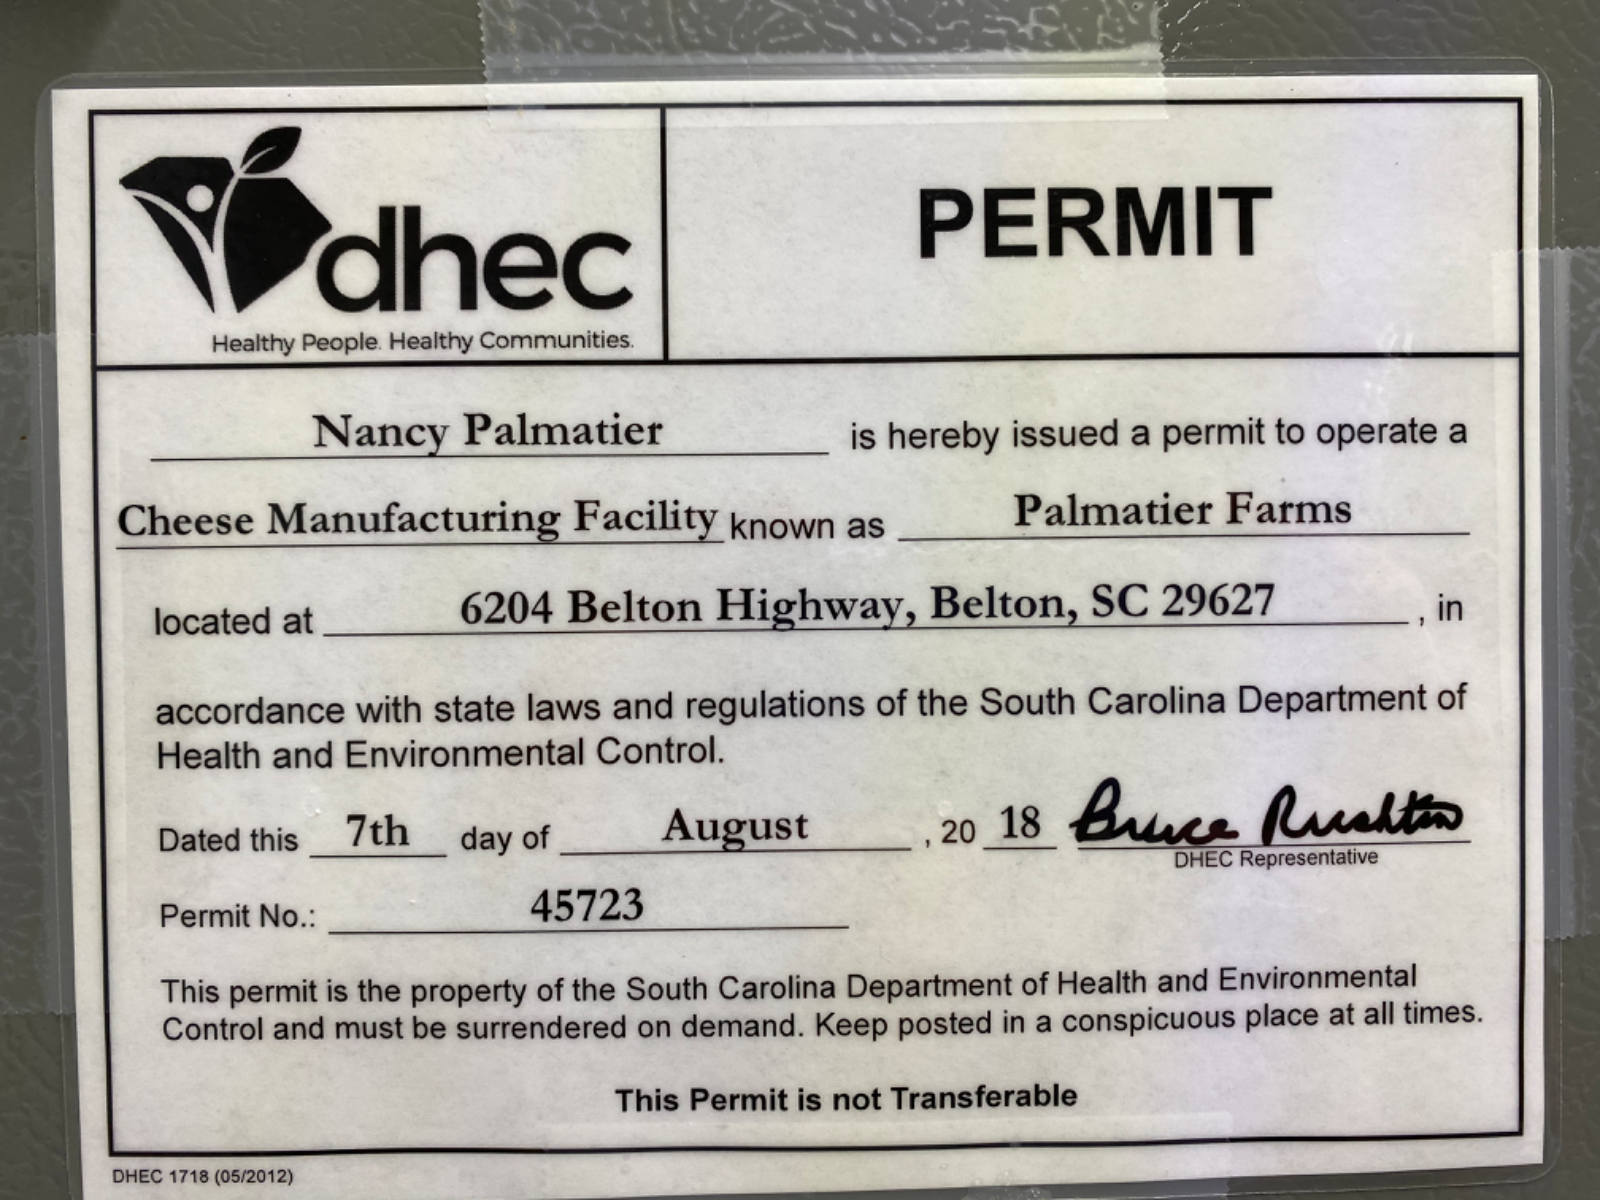 dhec
Healthy People. Healthy Communities.
PERMIT
Nancy Palmatier is hereby issued a permit to operate a
Cheese Manufacturing Facility known as Palmatier Farms
located at 6204 Belton Highway, Belton, SC 29627, in
accordance with state laws and regulations of the South Carolina Department of
Health and Environmental Control.
Dated this 7th day of August, 20 18 Bruce Rushton
DHEC Representative
Permit No.: 45723
This permit is the property of the South Carolina Department of Health and Environmental
Control and must be surrendered on demand. Keep posted in a conspicuous place at all times.
This Permit is not Transferable
DHEC 1718 (05/2012)